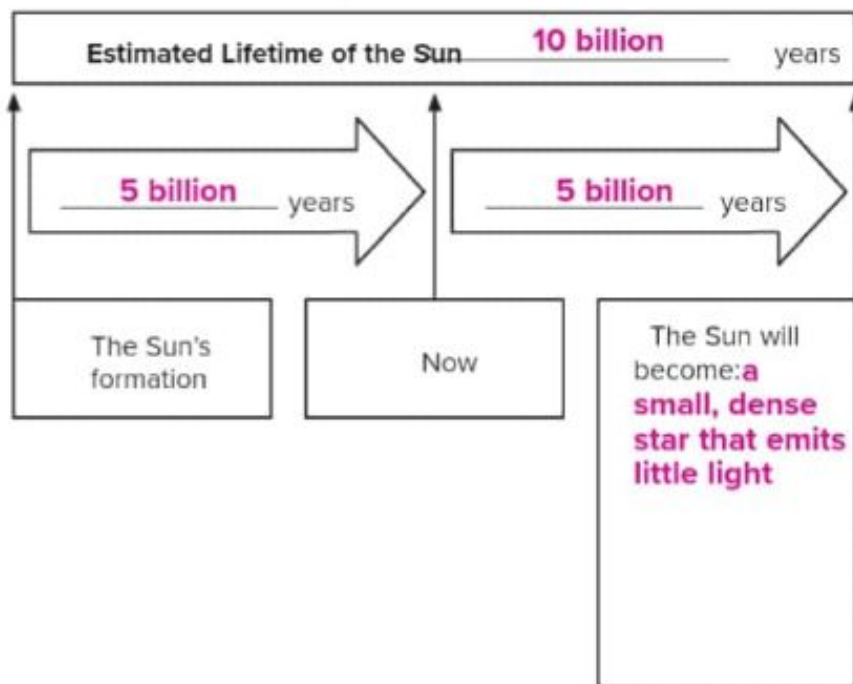 Estimated Lifetime of the Sun 10 billion years
5 billion years
5 billion years
The Sun's
formation
Now
The Sun will
become:a
small, dense
star that emits
little light